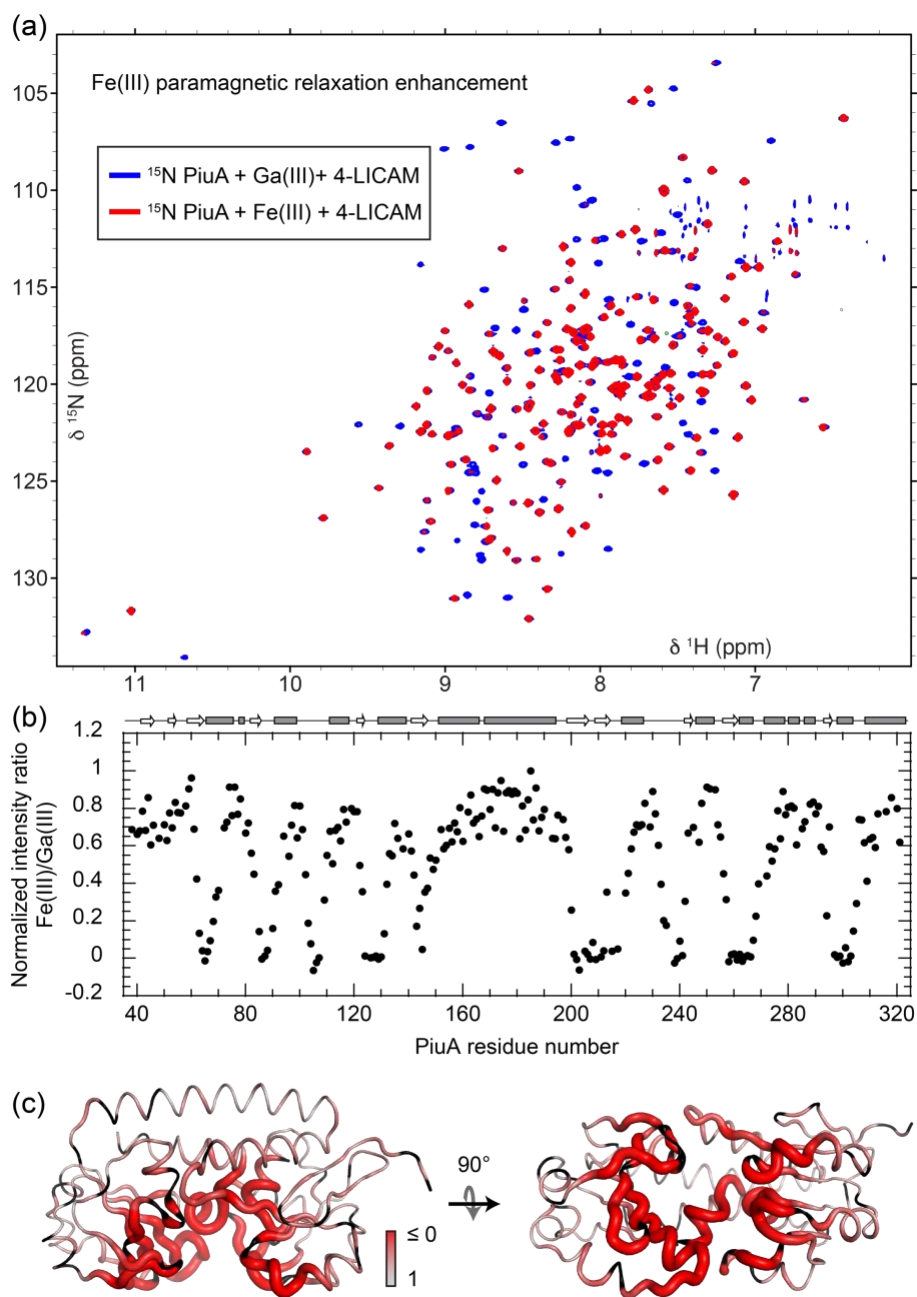 (a)
Fe(III) paramagnetic relaxation enhancement
¹⁵N PiuA + Ga(III)+ 4-LICAM
¹⁵N PiuA + Fe(III) + 4-LICAM
105
110
115
120
125
130
δ ¹⁵N (ppm)
δ ¹H (ppm)
11
10
9
8
7
(b)
1.2
1
0.8
0.6
0.4
0.2
0
-0.2
Normalized intensity ratio
Fe(III)/Ga(III)
40
80
120
160
200
240
280
320
PiuA residue number
(c)
90°
≤ 0
1